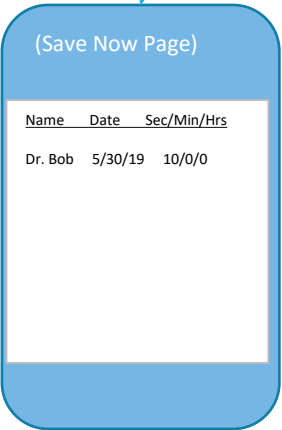 (Save Now Page)
Name Date Sec/Min/Hrs
Dr. Bob 5/30/19 10/0/0